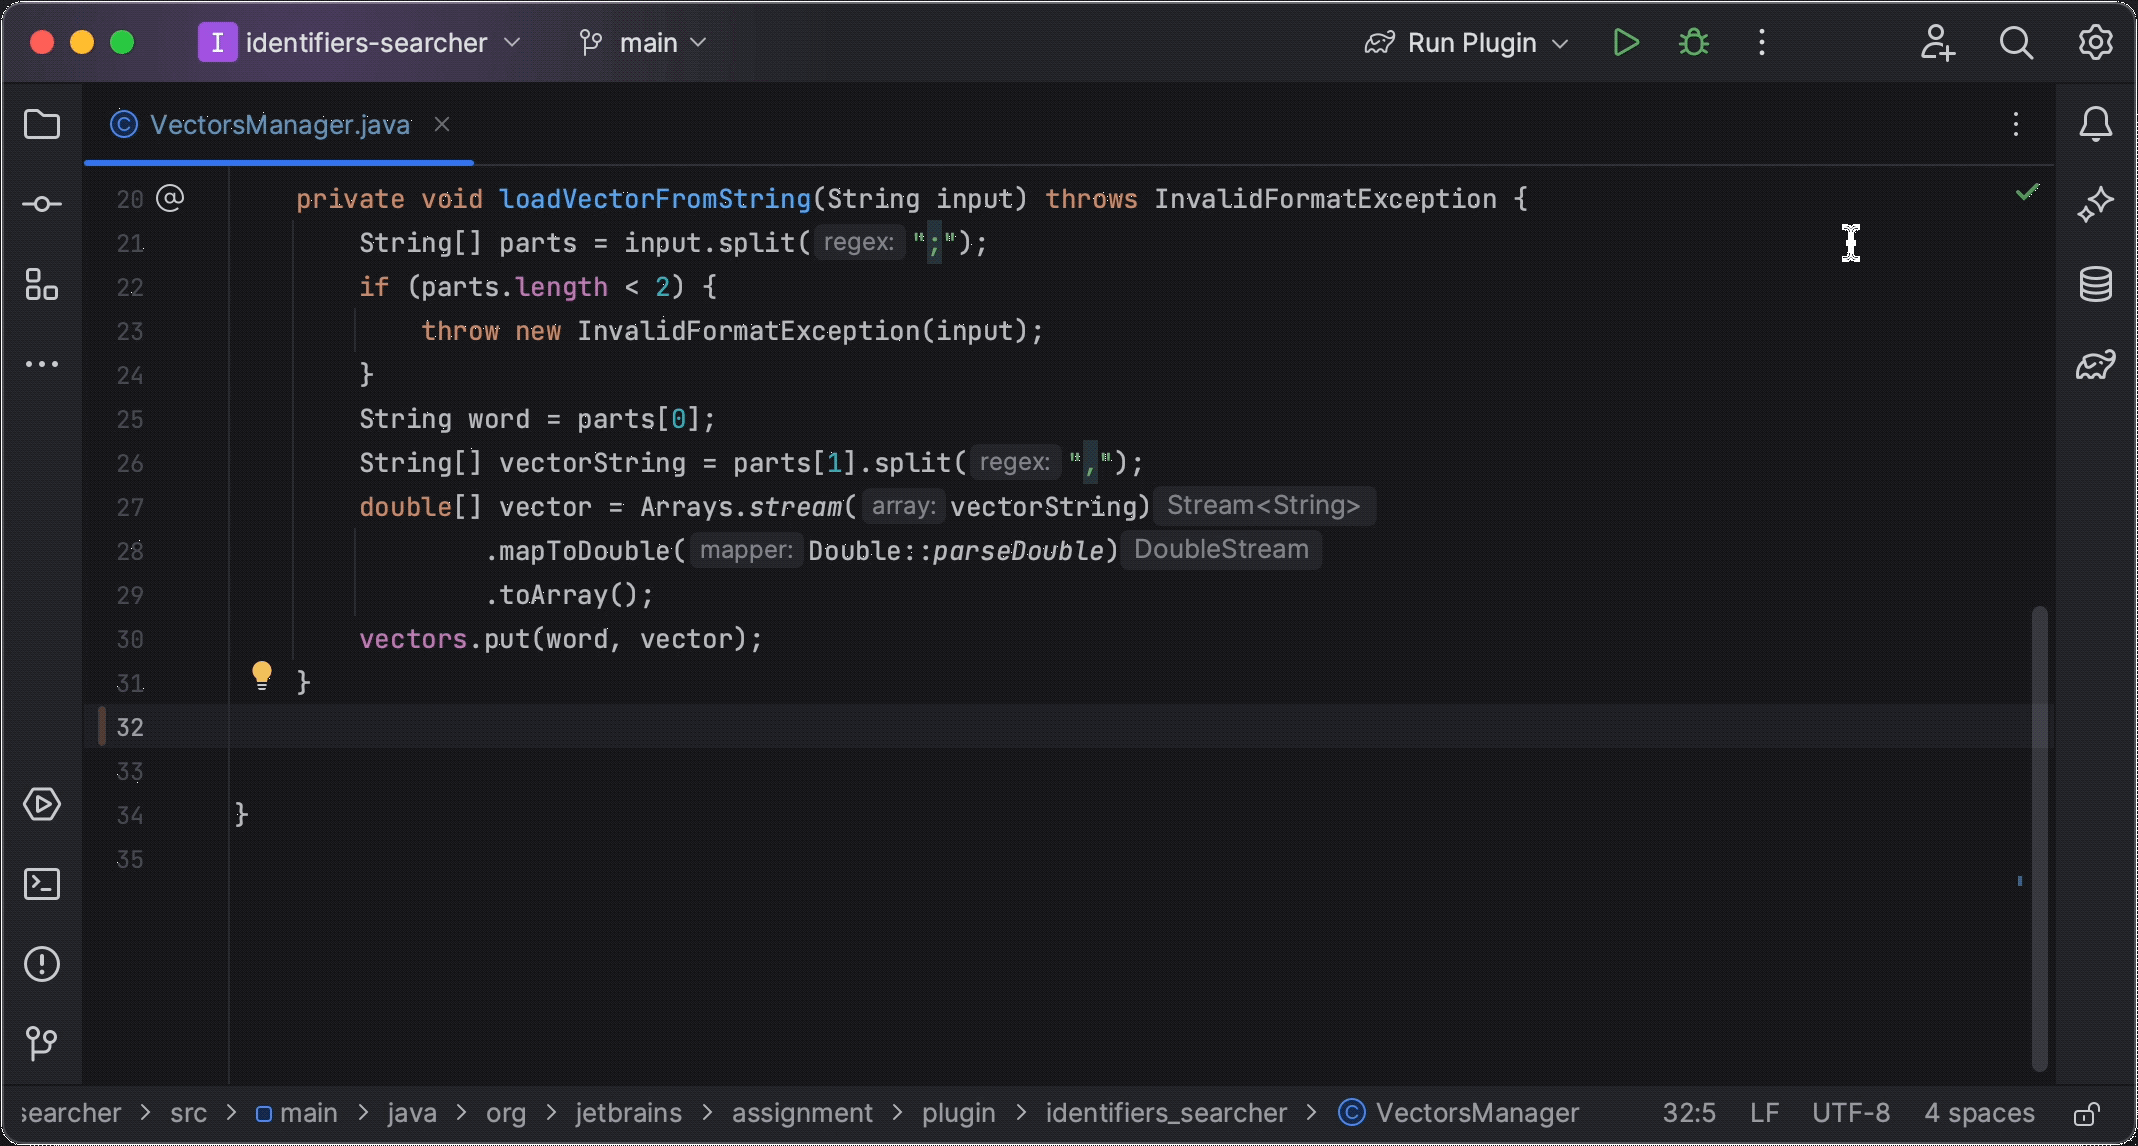 I identifiers-searcher main Run Plugin
VectorsManager.java
20 @ private void loadVectorFromString(String input) throws InvalidFormatException {
21 String[] parts = input.split( regex: ";");
22 if (parts.length < 2) {
23 throw new InvalidFormatException(input);
24 }
25 String word = parts[0];
26 String[] vectorString = parts[1].split( regex: ",");
27 double[] vector = Arrays.stream( array: vectorString) Stream<String>
28 .mapToDouble( mapper: Double::parseDouble) DoubleStream
29 .toArray();
30 vectors.put(word, vector);
31 }
32
33
34 }
35
searcher > src > main > java > org > jetbrains > assignment > plugin > identifiers_searcher > VectorsManager 32:5 LF UTF-8 4 spaces